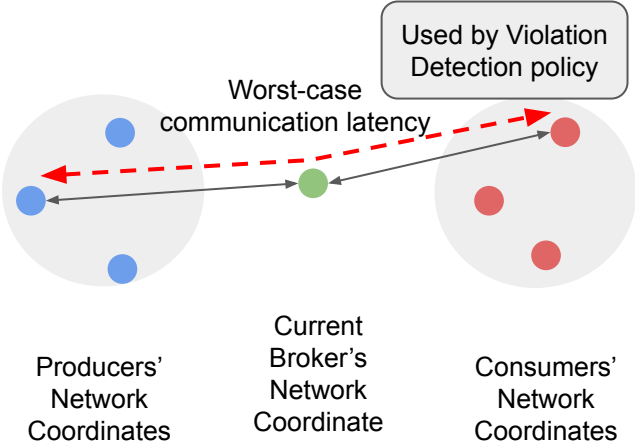 Used by Violation
Detection policy
Worst-case
communication latency
Producers’
Network
Coordinates
Current
Broker’s
Network
Coordinate
Consumers’
Network
Coordinates